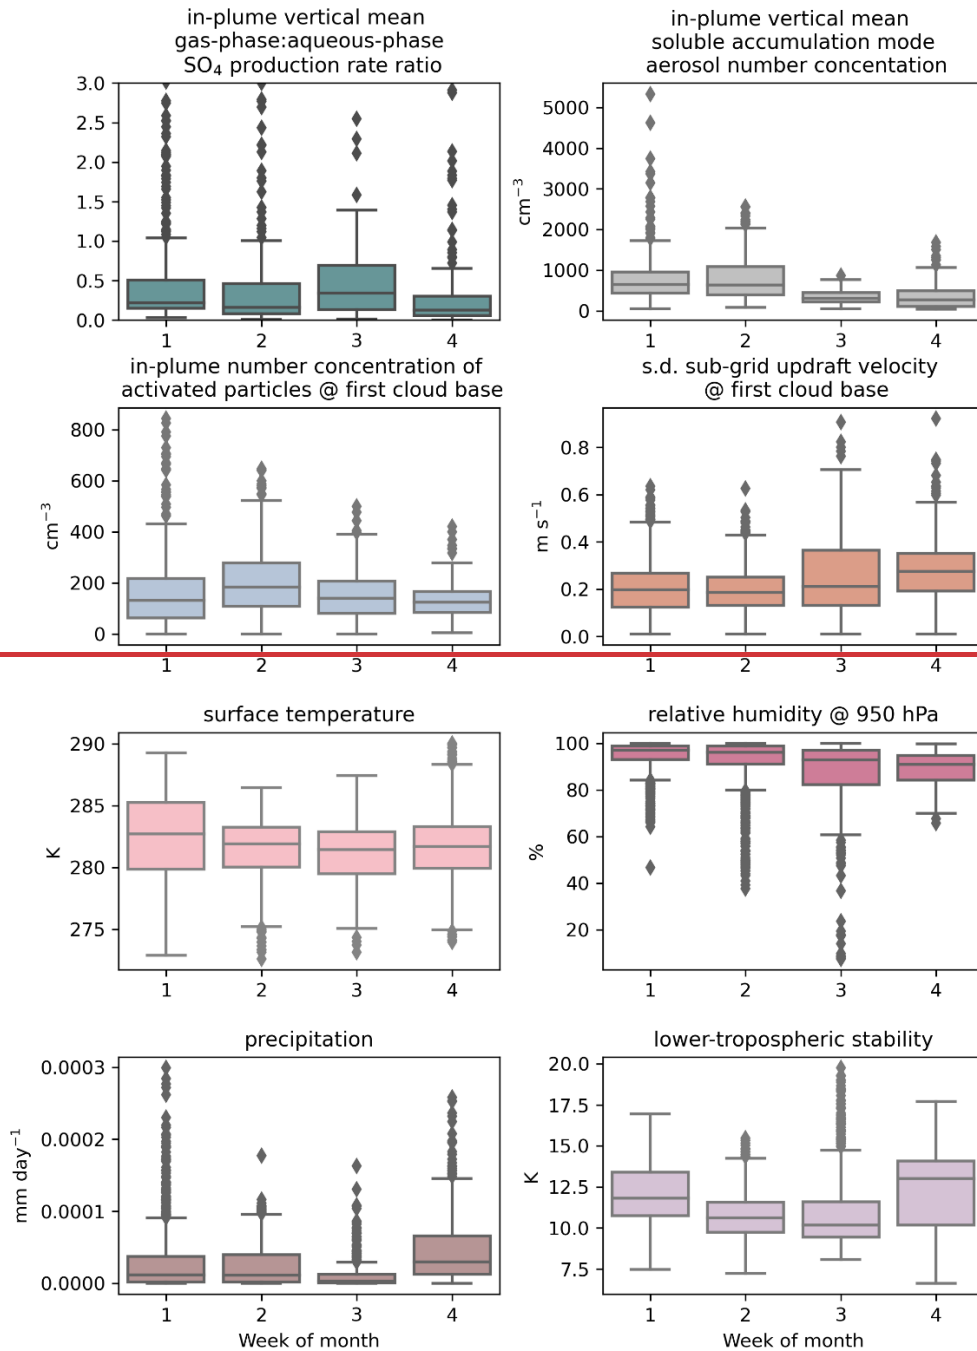 in-plume vertical mean
gas-phase:aqueous-phase
SO₄ production rate ratio
3.0
2.5
2.0
1.5
1.0
0.5
0.0
1 2 3 4
in-plume vertical mean
soluble accumulation mode
aerosol number concentation
cm⁻³
5000
4000
3000
2000
1000
0
1 2 3 4
in-plume number concentration of
activated particles @ first cloud base
cm⁻³
800
600
400
200
0
1 2 3 4
s.d. sub-grid updraft velocity
@ first cloud base
m s⁻¹
0.8
0.6
0.4
0.2
0.0
1 2 3 4
surface temperature
K
290
285
280
275
1 2 3 4
relative humidity @ 950 hPa
%
100
80
60
40
20
1 2 3 4
precipitation
mm day⁻¹
0.0003
0.0002
0.0001
0.0000
1 2 3 4
Week of month
lower-tropospheric stability
K
20.0
17.5
15.0
12.5
10.0
7.5
1 2 3 4
Week of month